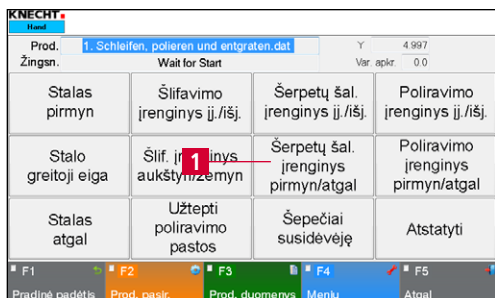 KNECHT
Hand
Prod. 1. Schleifen, polieren und entgraten.dat Y 4.997
Žingsn. Wait for Start Var. apkr. 0.0
Stalas pirmyn
Šlifavimo įrenginys įj./išj.
Šerpetų šal. įrenginys įj./išj.
Poliravimo įrenginys įj./išj.
Stalo greitoji eiga
Šlif. aukštyn/žemyn
1
Šerpetų šal. įrenginys pirmyn/atgal
Poliravimo įrenginys pirmyn/atgal
Stalas atgal
Užtepti poliravimo pastos
Šepečiai susidėvėję
Atstatyti
F1 F2 F3 F4 F5
Pradinė padėtis Prod. pasir. Prod. duomenys Meniu Atgal